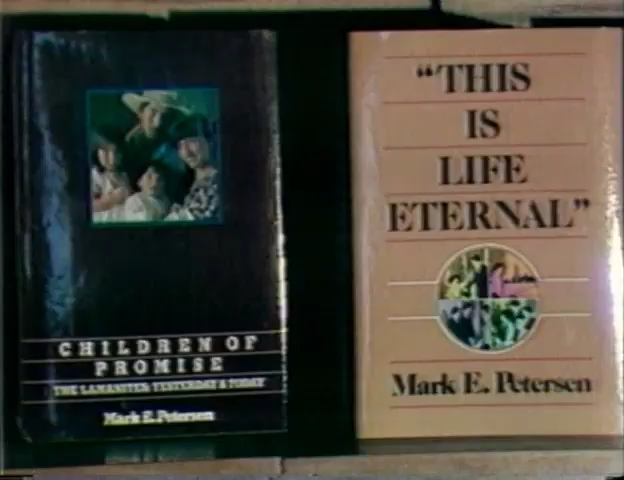 CHILDREN OF
PROMISE
THE LAMANITES YESTERDAY & TODAY
Mark E. Petersen
"THIS
IS
LIFE
ETERNAL"
Mark E. Petersen